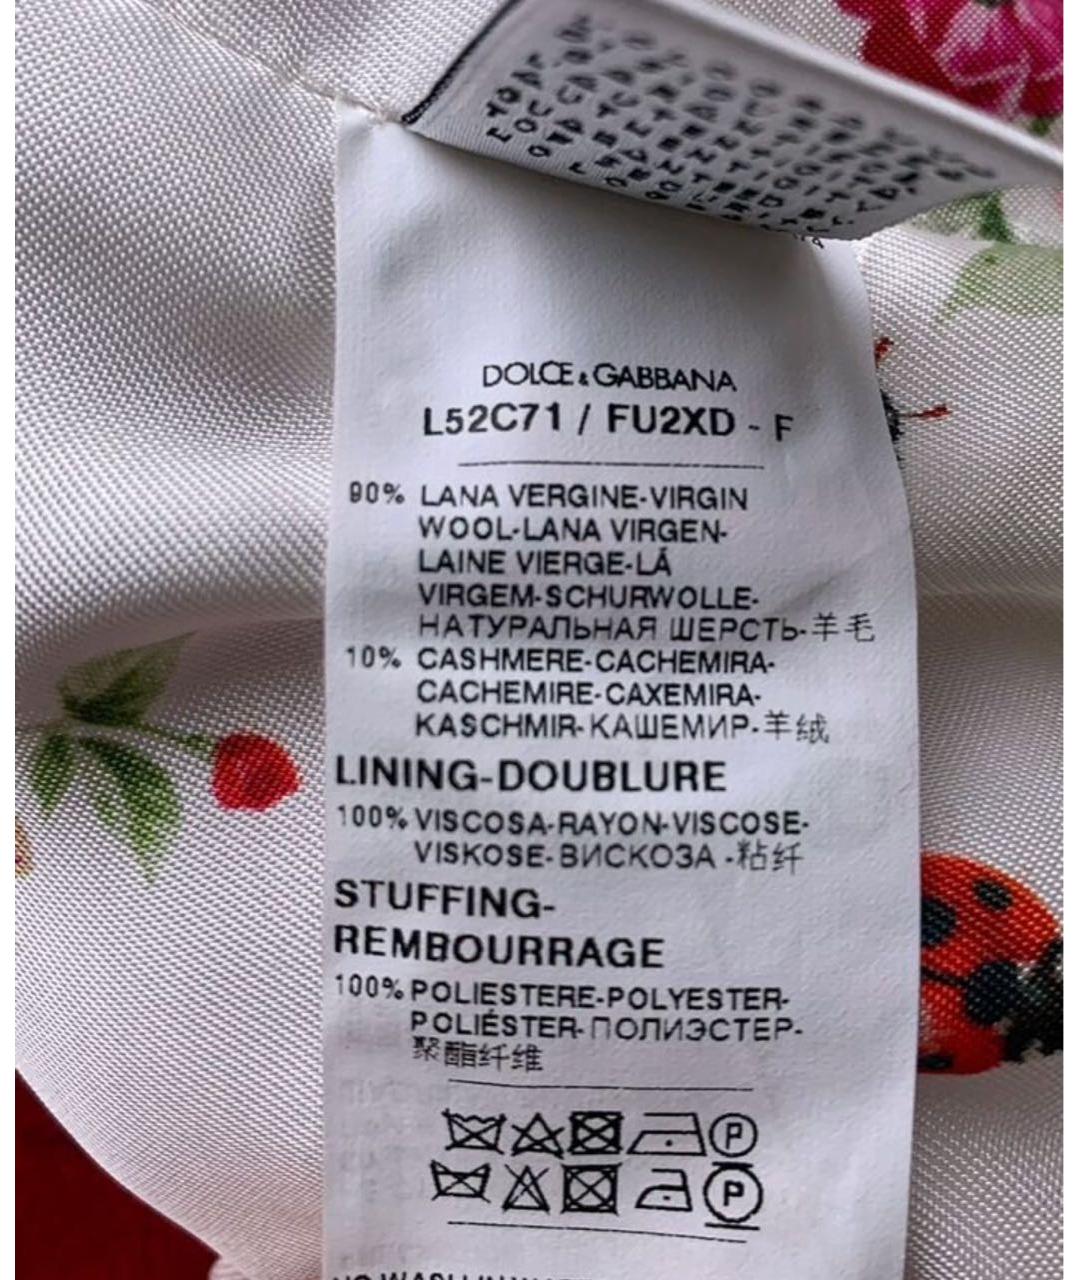 DOLCE & GABBANA
L52C71 / FU2XD - F
90% LANA VERGINE-VIRGIN
WOOL-LANA VIRGEN-
LAINE VIERGE-LÁ
VIRGEM-SCHURWOLLE-
НАТУРАЛЬНАЯ ШЕРСТЬ-羊毛
10% CASHMERE-CACHEMIRA-
CACHEMIRE-CAXEMIRA-
KASCHMIR-КАШЕМИР-羊绒
LINING-DOUBLURE
100% VISCOSA-RAYON-VISCOSE-
VISKOSE-ВИСКОЗА -粘纤
STUFFING-
REMBOURRAGE
100% POLIESTERE-POLYESTER-
POLIÉSTER-ПОЛИЭСТЕР-
聚酯纤维
P
P